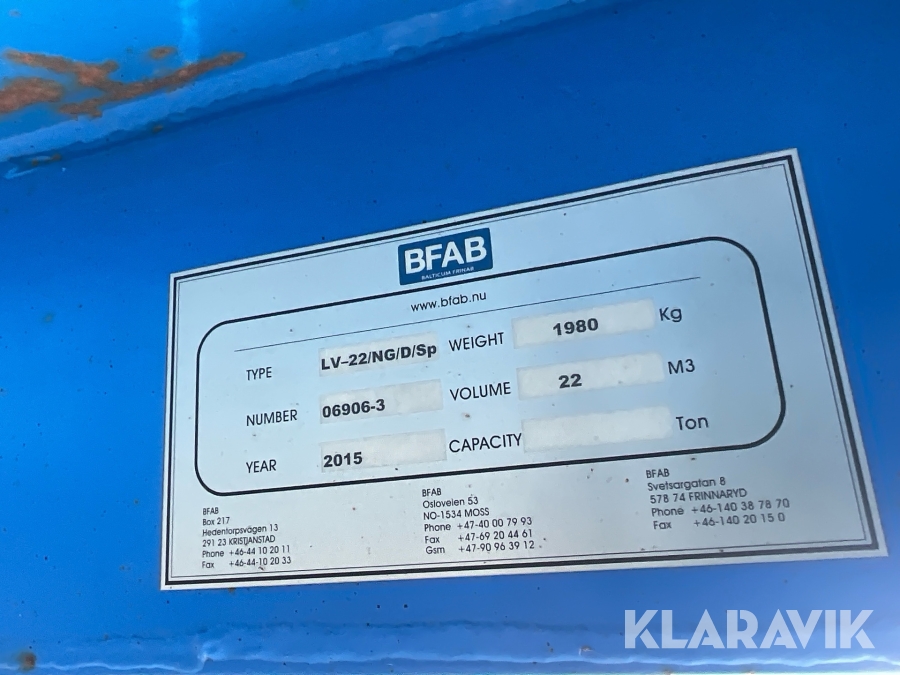 BFAB
BALTICUM FRINAB
www.bfab.nu
TYPE LV-22/NG/D/Sp WEIGHT 1980 Kg
NUMBER 06906-3 VOLUME 22 M3
YEAR 2015 CAPACITY Ton
BFAB
Box 217
Hedentorpsvägen 13
291 23 KRISTJANSTAD
Phone +46-44 10 20 11
Fax +46-44-10 20 33
BFAB
Osloveien 53
NO-1534 MOSS
Phone +47-40 00 79 93
Fax +47-69 20 44 61
Gsm +47-90 96 39 12
BFAB
Svetsargatan 8
578 74 FRINNARYD
Phone +46-140 38 78 70
Fax +46-140 20 15 0
KLARAVIK